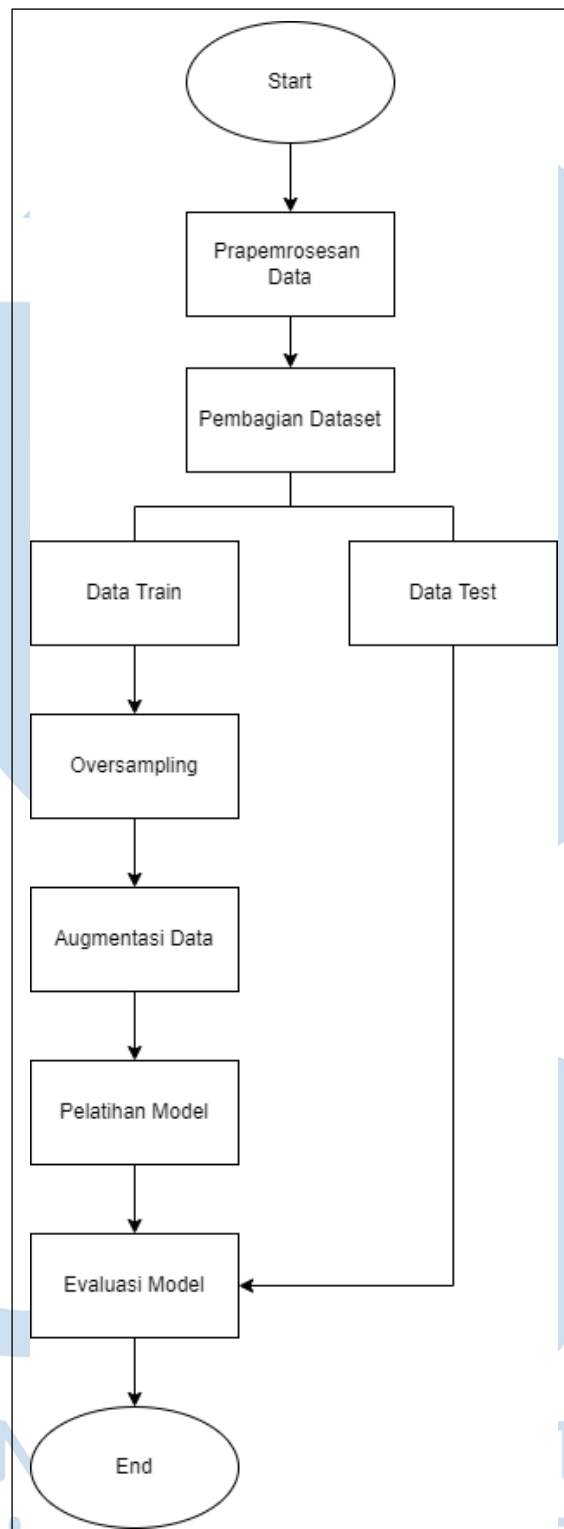 Start
Prapemrosesan
Data
Pembagian Dataset
Data Train
Data Test
Oversampling
Augmentasi Data
Pelatihan Model
Evaluasi Model
End